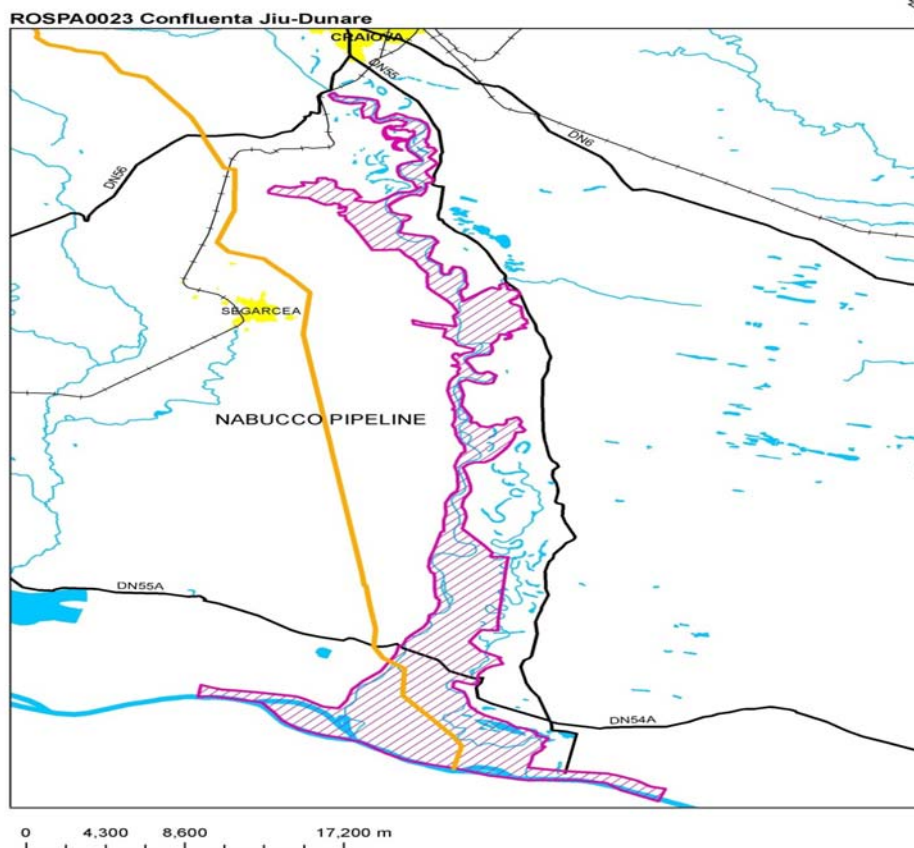 ROSPA0023 Confluenta Jiu-Dunare
CRAIOVA
DN55
DN6
DN56
SEGARCEA
NABUCCO PIPELINE
DN55A
DN54A
0 4,300 8,600 17,200 m